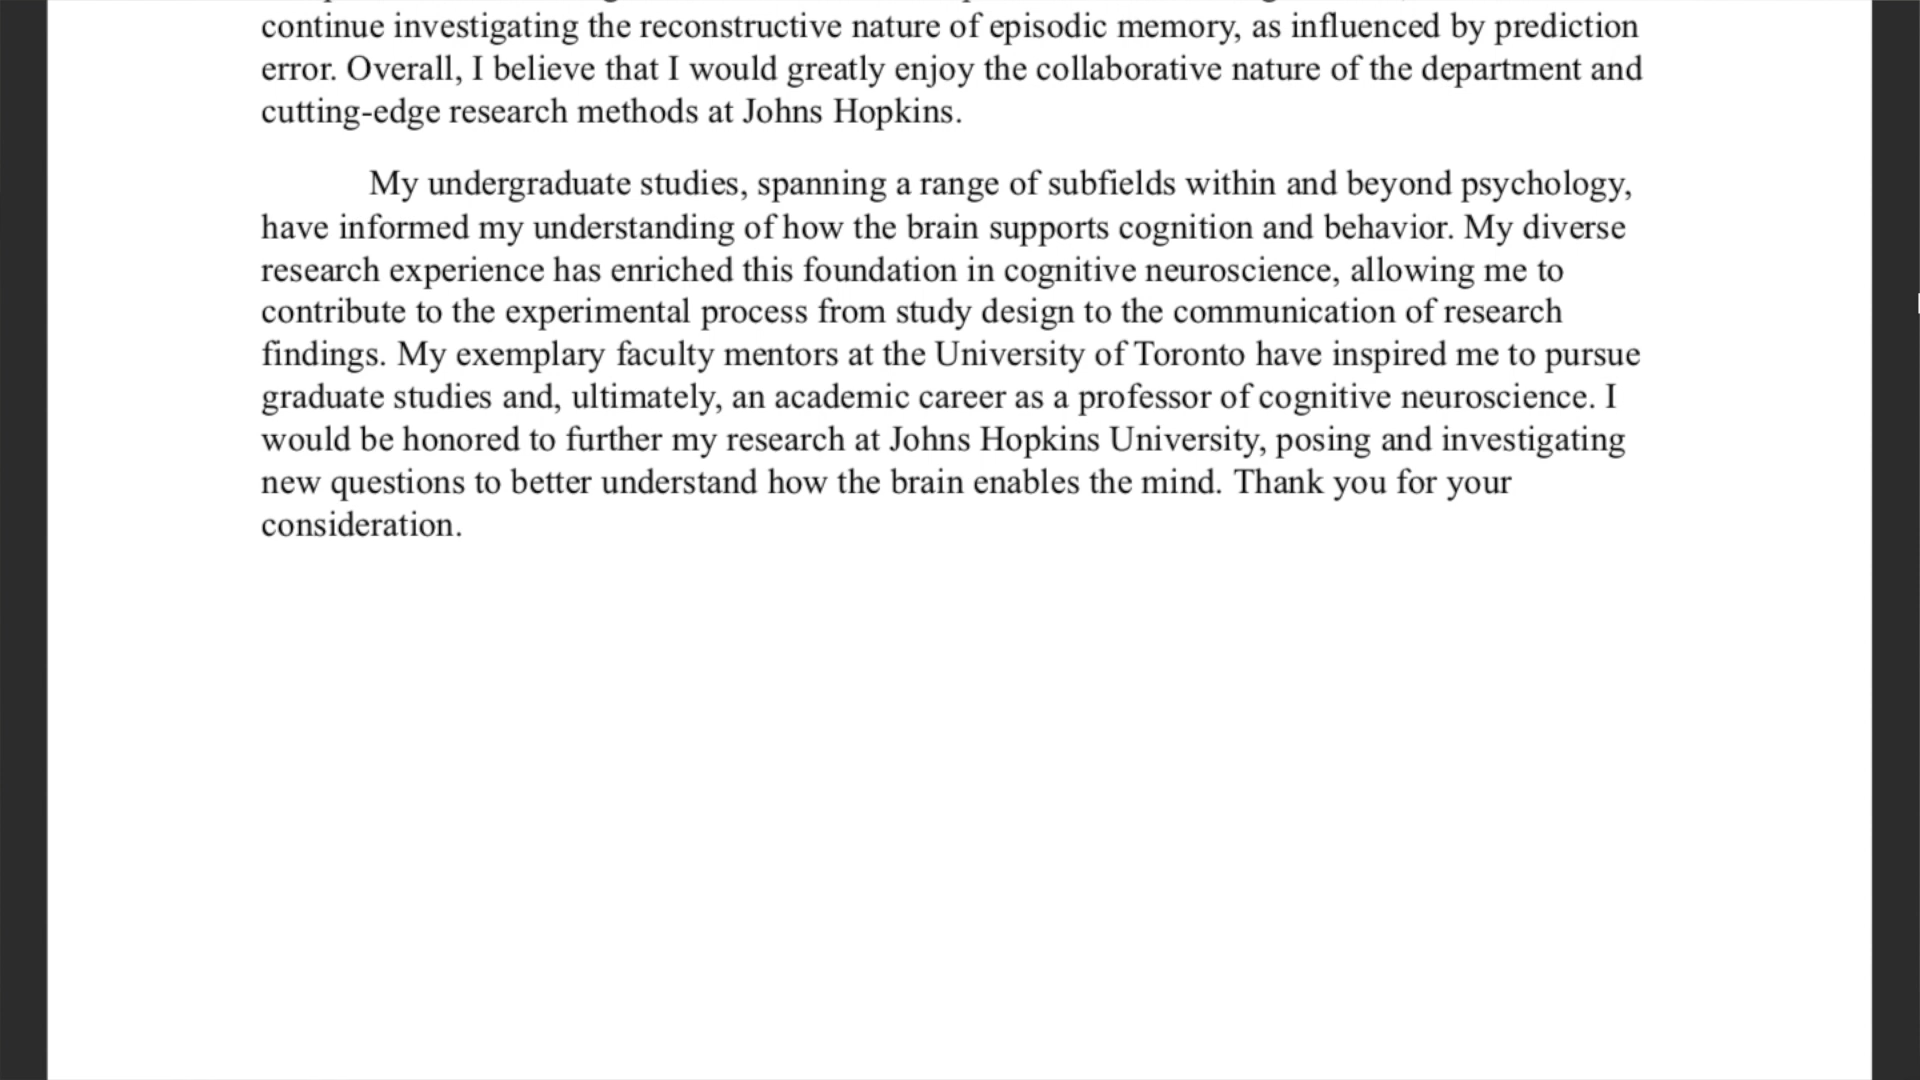 continue investigating the reconstructive nature of episodic memory, as influenced by prediction
error. Overall, I believe that I would greatly enjoy the collaborative nature of the department and
cutting-edge research methods at Johns Hopkins.
My undergraduate studies, spanning a range of subfields within and beyond psychology,
have informed my understanding of how the brain supports cognition and behavior. My diverse
research experience has enriched this foundation in cognitive neuroscience, allowing me to
contribute to the experimental process from study design to the communication of research
findings. My exemplary faculty mentors at the University of Toronto have inspired me to pursue
graduate studies and, ultimately, an academic career as a professor of cognitive neuroscience. I
would be honored to further my research at Johns Hopkins University, posing and investigating
new questions to better understand how the brain enables the mind. Thank you for your
consideration.